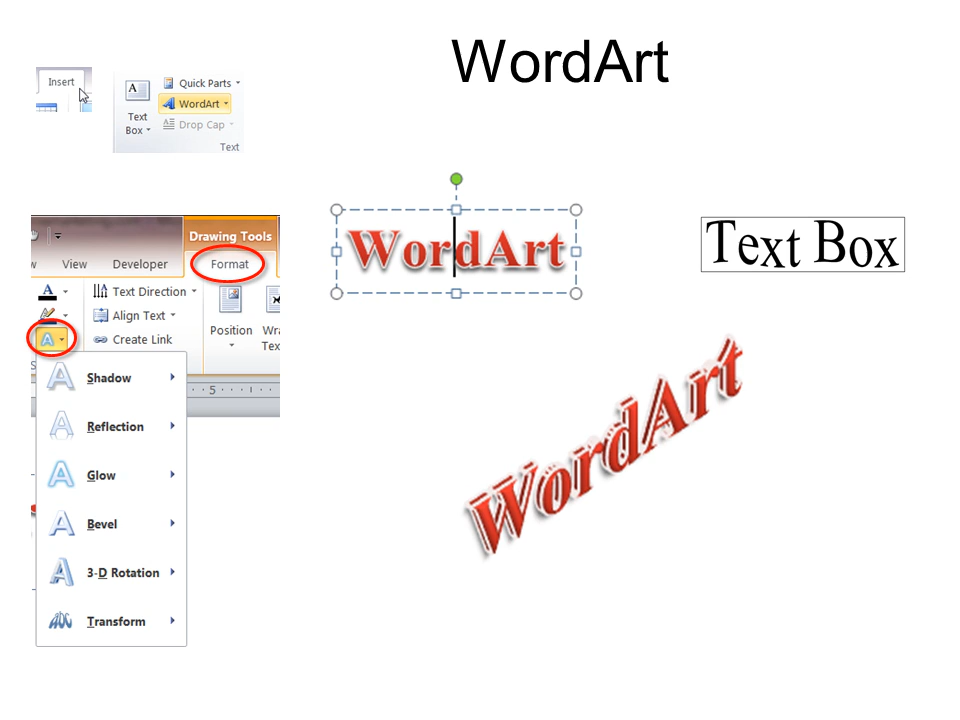 WordArt
Insert
Quick Parts
WordArt
Drop Cap
Text
Box
Text
WordArt
Text Box
Drawing Tools
View Developer Format
Text Direction
Align Text
Create Link
Position
Shadow
Reflection
Glow
Bevel
3-D Rotation
Transform
5
WordArt